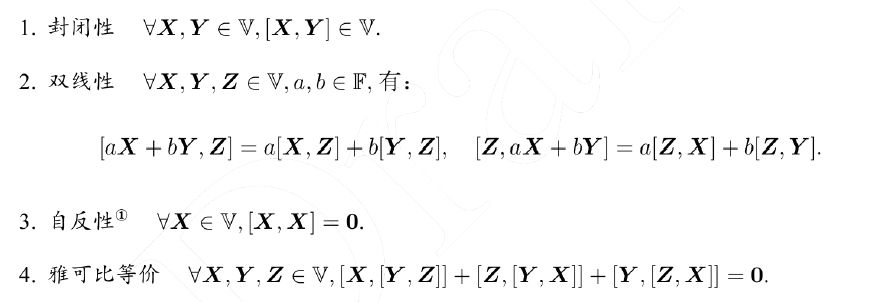 1. 封闭性 ∀X, Y ∈ 𝕍, [X, Y] ∈ 𝕍.
2. 双线性 ∀X, Y, Z ∈ 𝕍, a, b ∈ 𝔽, 有：
[aX + bY, Z] = a[X, Z] + b[Y, Z], [Z, aX + bY] = a[Z, X] + b[Z, Y].
3. 自反性① ∀X ∈ 𝕍, [X, X] = 0.
4. 雅可比等价 ∀X, Y, Z ∈ 𝕍, [X, [Y, Z]] + [Z, [Y, X]] + [Y, [Z, X]] = 0.